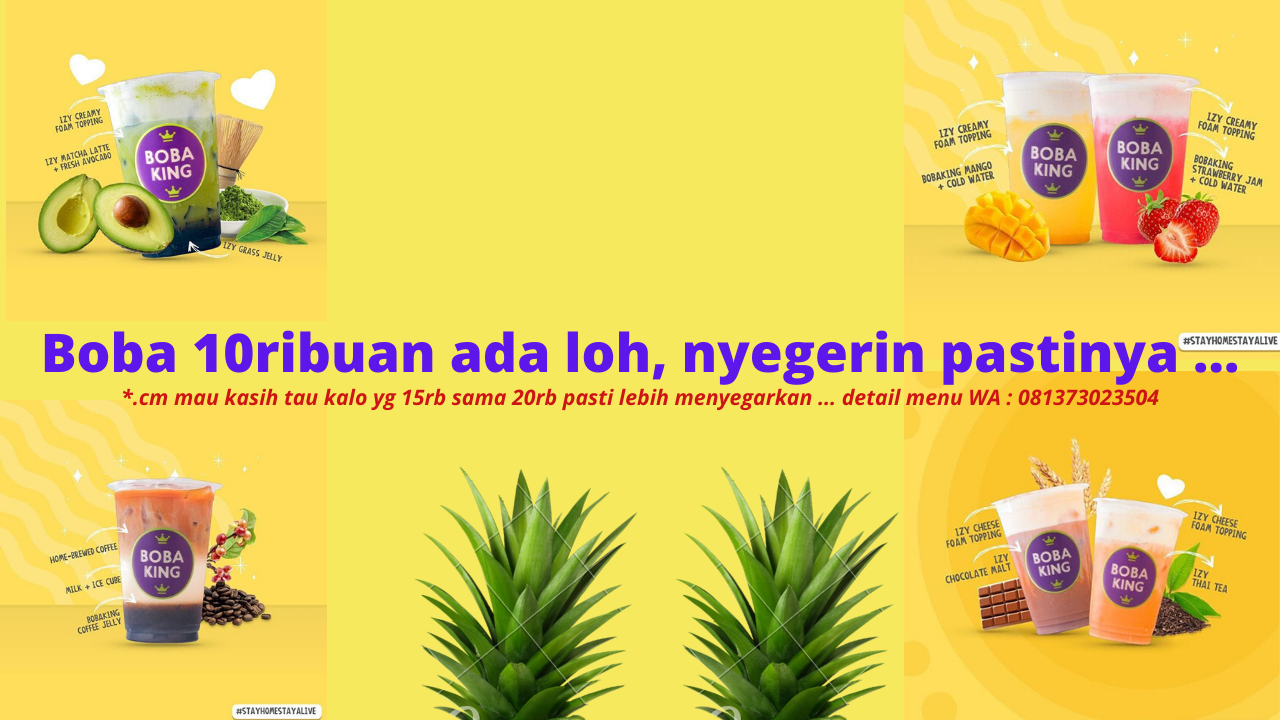 IZY CREAMY
FOAM TOPPING
IZY MATCHA LATTE
+ FRESH AVOCADO
BOBA
KING
IZY GRASS JELLY
IZY CREAMY
FOAM TOPPING
BOBAKING MANGO
+ COLD WATER
BOBA
KING
BOBA
KING
IZY CREAMY
FOAM TOPPING
BOBAKING
STRAWBERRY JAM
+ COLD WATER
#STAYHOMESTAYALIVE
Boba 10ribuan ada loh, nyegerin pastinya ...
*.cm mau kasih tau kalo yg 15rb sama 20rb pasti lebih menyegarkan ... detail menu WA : 081373023504
HOME-BREWED COFFEE
MILK + ICE CUBE
BOBAKING
COFFEE JELLY
BOBA
KING
#STAYHOMESTAYALIVE
IZY CHEESE
FOAM TOPPING
IZY
CHOCOLATE MALT
BOBA
KING
BOBA
KING
IZY CHEESE
FOAM TOPPING
IZY
THAI TEA